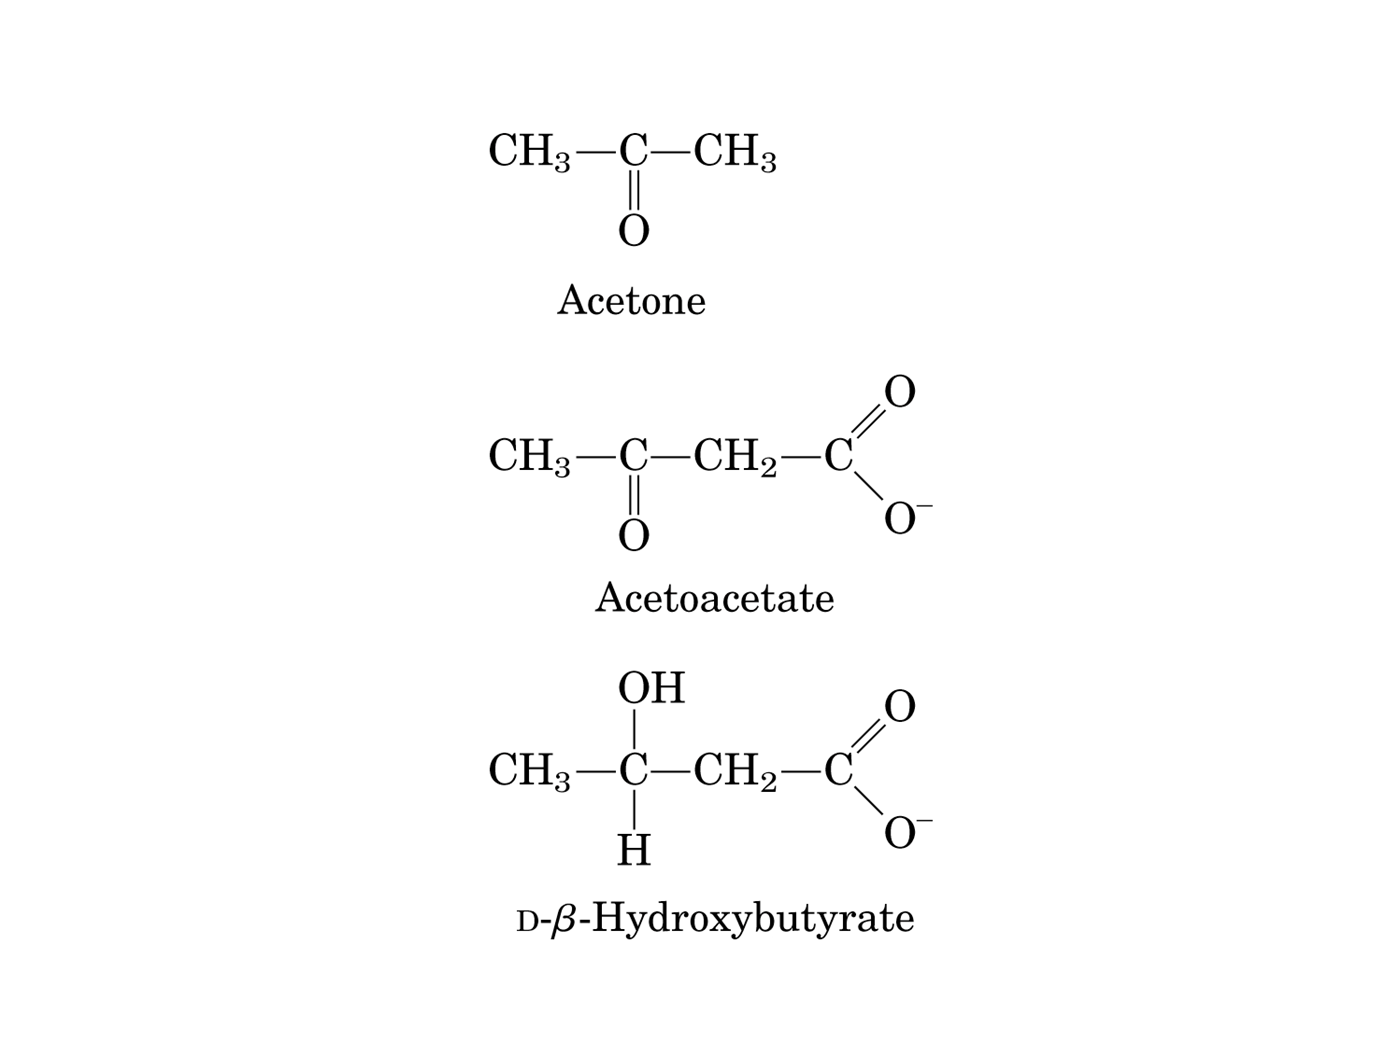 CH₃—C—CH₃
O
Acetone
O
CH₃—C—CH₂—C
O O⁻
Acetoacetate
OH O
CH₃—C—CH₂—C
H O⁻
D-β-Hydroxybutyrate